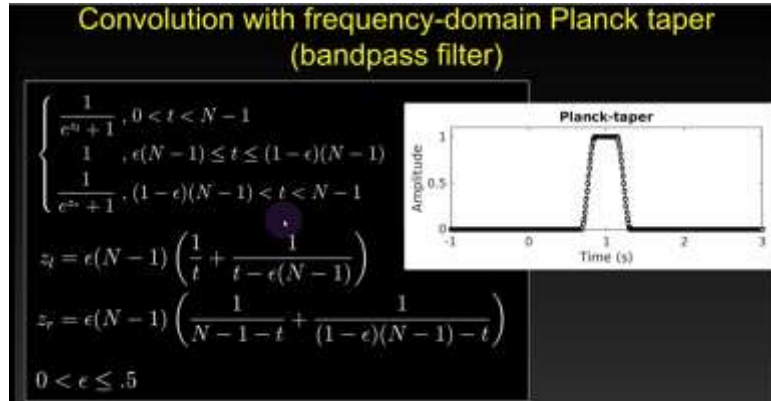 Convolution with frequency-domain Planck taper
(bandpass filter)
1/(e^{z_l} + 1) , 0 < t < N − 1
1 , ϵ(N − 1) ≤ t ≤ (1 − ϵ)(N − 1)
1/(e^{z_r} + 1) , (1 − ϵ)(N − 1) < t < N − 1
z_l = ϵ(N − 1) (1/t + 1/(t − ϵ(N − 1)))
z_r = ϵ(N − 1) (1/(N − 1 − t) + 1/((1 − ϵ)(N − 1) − t))
0 < ϵ ≤ .5
Planck-taper
Amplitude
1
0.5
0
-1 0 1 2 3
Time (s)